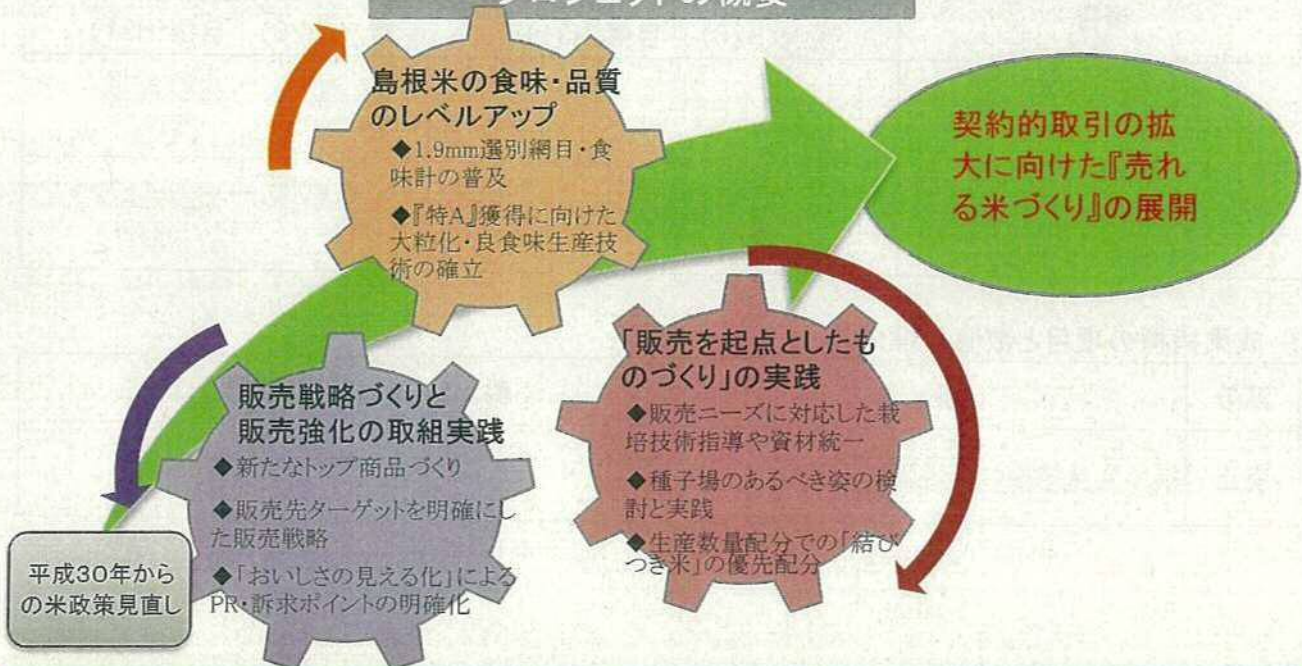 プロジェクトの概要
島根米の食味・品質
のレベルアップ
◆1.9mm選別網目・食
味計の普及
◆『特A』獲得に向けた
大粒化・良食味生産技
術の確立
契約的取引の拡
大に向けた『売れ
る米づくり』の展開
「販売を起点としたも
のづくり」の実践
◆販売ニーズに対応した栽
培技術指導や資材統一
◆種子場のあるべき姿の検
討と実践
◆生産数量配分での「結び
つき米」の優先配分
販売戦略づくりと
販売強化の取組実践
◆新たなトップ商品づくり
◆販売先ターゲットを明確にし
た販売戦略
◆「おいしさの見える化」による
PR・訴求ポイントの明確化
平成30年から
の米政策見直し